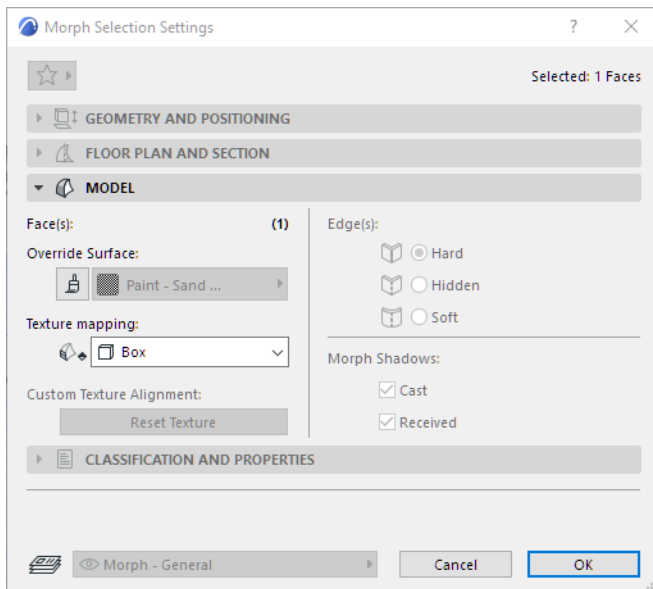 Morph Selection Settings
?
Selected: 1 Faces
GEOMETRY AND POSITIONING
FLOOR PLAN AND SECTION
MODEL
Face(s):
(1)
Override Surface:
Paint - Sand ...
Texture mapping:
Box
Custom Texture Alignment:
Reset Texture
Edge(s):
Hard
Hidden
Soft
Morph Shadows:
Cast
Received
CLASSIFICATION AND PROPERTIES
Morph - General
Cancel
OK